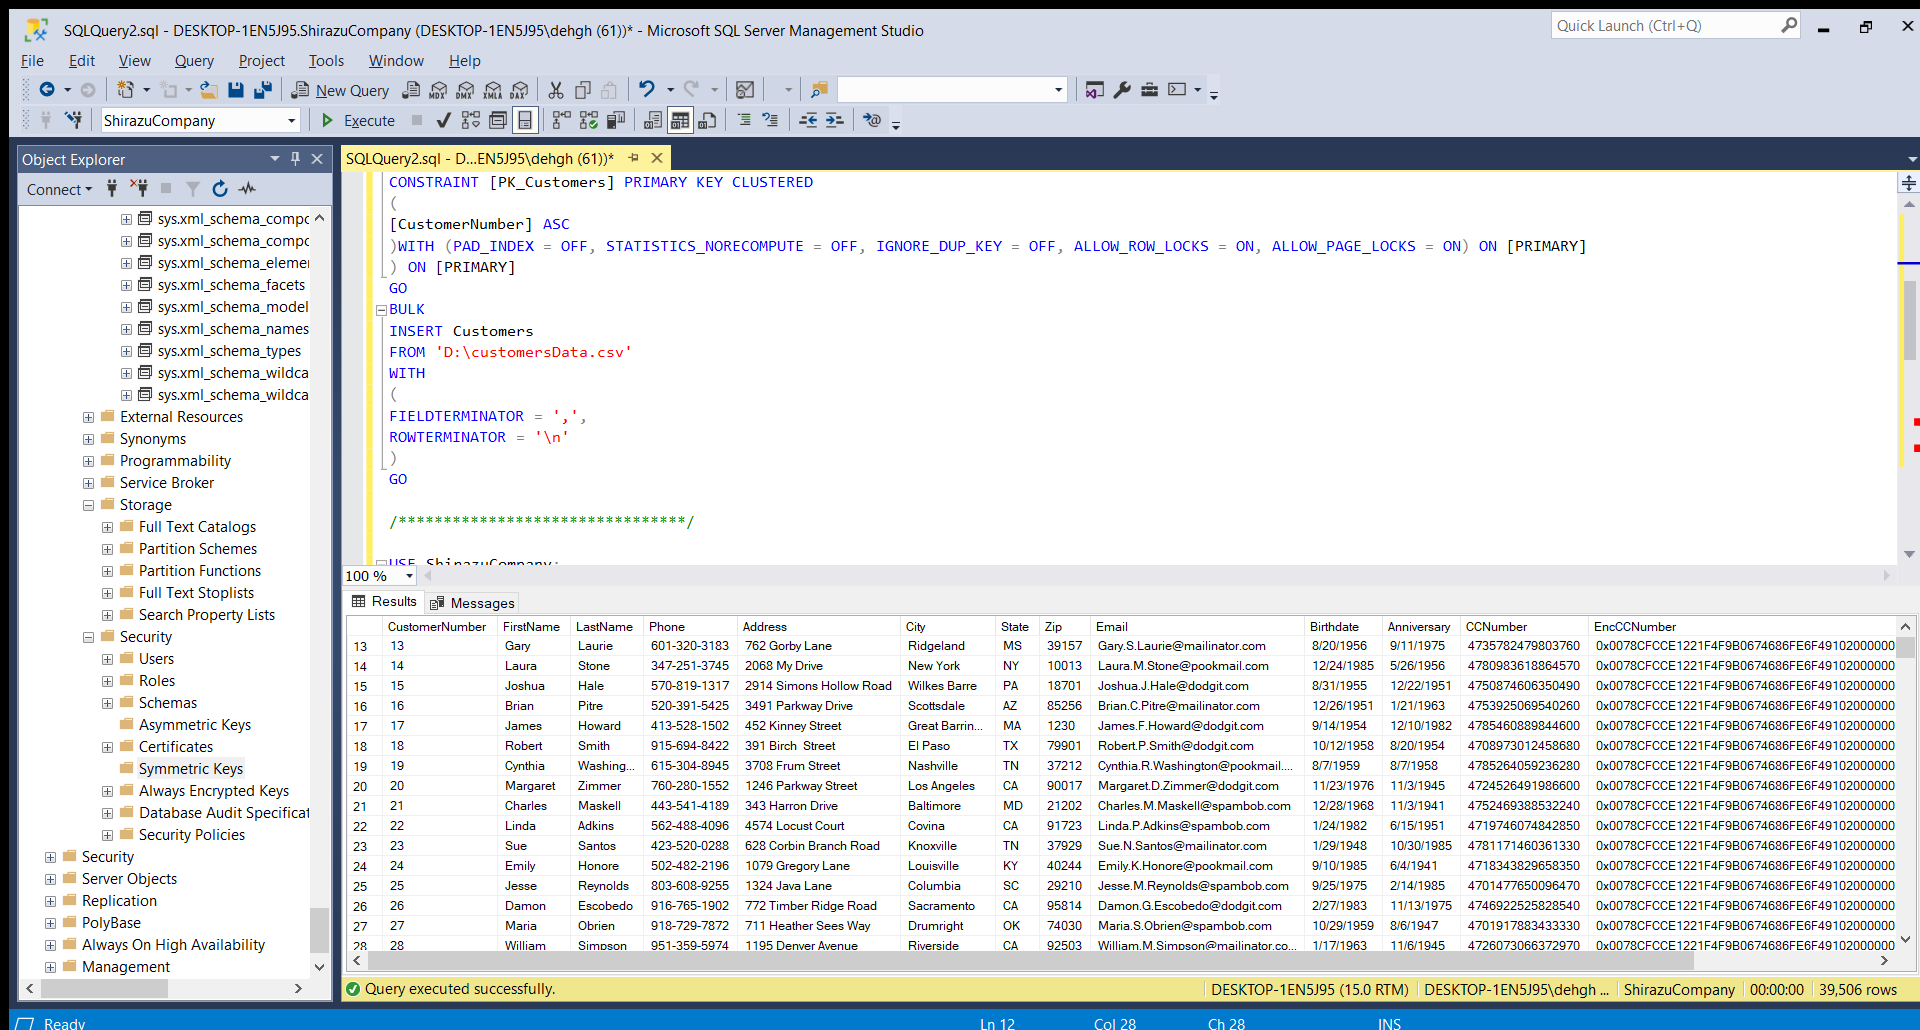 SQLQuery2.sql - DESKTOP-1EN5J95.ShirazuCompany (DESKTOP-1EN5J95\dehgh (61))* - Microsoft SQL Server Management Studio
Quick Launch (Ctrl+Q)
File Edit View Query Project Tools Window Help
New Query MDX DMX XMLA DAX
ShirazuCompany Execute
Object Explorer
Connect
sys.xml_schema_compo
sys.xml_schema_compo
sys.xml_schema_elemer
sys.xml_schema_facets
sys.xml_schema_model
sys.xml_schema_names
sys.xml_schema_types
sys.xml_schema_wildca
sys.xml_schema_wildca
External Resources
Synonyms
Programmability
Service Broker
Storage
Full Text Catalogs
Partition Schemes
Partition Functions
Full Text Stoplists
Search Property Lists
Security
Users
Roles
Schemas
Asymmetric Keys
Certificates
Symmetric Keys
Always Encrypted Keys
Database Audit Specificat
Security Policies
Security
Server Objects
Replication
PolyBase
Always On High Availability
Management
SQLQuery2.sql - D...EN5J95\dehgh (61))*
CONSTRAINT [PK_Customers] PRIMARY KEY CLUSTERED
(
[CustomerNumber] ASC
)WITH (PAD_INDEX = OFF, STATISTICS_NORECOMPUTE = OFF, IGNORE_DUP_KEY = OFF, ALLOW_ROW_LOCKS = ON, ALLOW_PAGE_LOCKS = ON) ON [PRIMARY]
) ON [PRIMARY]
GO
BULK
INSERT Customers
FROM 'D:\customersData.csv'
WITH
(
FIELDTERMINATOR = ',',
ROWTERMINATOR = '\n'
)
GO
/********************************/
USE ShirazuCompany;
100 %
Results Messages
CustomerNumber FirstName LastName Phone Address City State Zip Email Birthdate Anniversary CCNumber EncCCNumber
13 13 Gary Laurie 601-320-3183 762 Gorby Lane Ridgeland MS 39157 Gary.S.Laurie@mailinator.com 8/20/1956 9/11/1975 4735782479803760 0x0078CFCCE1221F4F9B0674686FE6F49102000000
14 14 Laura Stone 347-251-3745 2068 My Drive New York NY 10013 Laura.M.Stone@pookmail.com 12/24/1985 5/26/1956 4780983618864570 0x0078CFCCE1221F4F9B0674686FE6F49102000000
15 15 Joshua Hale 570-819-1317 2914 Simons Hollow Road Wilkes Barre PA 18701 Joshua.J.Hale@dodgit.com 8/31/1955 12/22/1951 4750874606350490 0x0078CFCCE1221F4F9B0674686FE6F49102000000
16 16 Brian Pitre 520-391-5425 3491 Parkway Drive Scottsdale AZ 85256 Brian.C.Pitre@mailinator.com 12/26/1951 1/21/1963 4753925069540260 0x0078CFCCE1221F4F9B0674686FE6F49102000000
17 17 James Howard 413-528-1502 452 Kinney Street Great Barrin... MA 1230 James.F.Howard@dodgit.com 9/14/1954 12/10/1982 4785460889844600 0x0078CFCCE1221F4F9B0674686FE6F49102000000
18 18 Robert Smith 915-694-8422 391 Birch Street El Paso TX 79901 Robert.P.Smith@dodgit.com 10/12/1958 8/20/1954 4708973012458680 0x0078CFCCE1221F4F9B0674686FE6F49102000000
19 19 Cynthia Washing... 615-304-8945 3708 Frum Street Nashville TN 37212 Cynthia.R.Washington@pookmail.... 8/7/1959 8/7/1958 4785264059236280 0x0078CFCCE1221F4F9B0674686FE6F49102000000
20 20 Margaret Zimmer 760-280-1552 1246 Parkway Street Los Angeles CA 90017 Margaret.D.Zimmer@dodgit.com 11/23/1976 11/3/1945 4724526491986600 0x0078CFCCE1221F4F9B0674686FE6F49102000000
21 21 Charles Maskell 443-541-4189 343 Harron Drive Baltimore MD 21202 Charles.M.Maskell@spambob.com 12/28/1968 11/3/1941 4752469388532240 0x0078CFCCE1221F4F9B0674686FE6F49102000000
22 22 Linda Adkins 562-488-4096 4574 Locust Court Covina CA 91723 Linda.P.Adkins@spambob.com 1/24/1982 6/15/1951 4719746074842850 0x0078CFCCE1221F4F9B0674686FE6F49102000000
23 23 Sue Santos 423-520-0288 628 Corbin Branch Road Knoxville TN 37929 Sue.N.Santos@mailinator.com 1/29/1948 10/30/1985 4781171460361330 0x0078CFCCE1221F4F9B0674686FE6F49102000000
24 24 Emily Honore 502-482-2196 1079 Gregory Lane Louisville KY 40244 Emily.K.Honore@pookmail.com 9/10/1985 6/4/1941 4718343829658350 0x0078CFCCE1221F4F9B0674686FE6F49102000000
25 25 Jesse Reynolds 803-608-9255 1324 Java Lane Columbia SC 29210 Jesse.M.Reynolds@spambob.com 9/25/1975 2/14/1985 4701477650096470 0x0078CFCCE1221F4F9B0674686FE6F49102000000
26 26 Damon Escobedo 916-765-1902 772 Timber Ridge Road Sacramento CA 95814 Damon.G.Escobedo@dodgit.com 2/27/1983 11/13/1975 4746922525828540 0x0078CFCCE1221F4F9B0674686FE6F49102000000
27 27 Maria Obrien 918-729-7872 711 Heather Sees Way Drumright OK 74030 Maria.S.Obrien@spambob.com 10/29/1959 8/6/1947 4701917883433330 0x0078CFCCE1221F4F9B0674686FE6F49102000000
28 28 William Simpson 951-359-5974 1195 Denver Avenue Riverside CA 92503 William.M.Simpson@mailinator.co... 1/17/1963 11/6/1945 4726073066372970 0x0078CFCCE1221F4F9B0674686FE6F49102000000
Query executed successfully. DESKTOP-1EN5J95 (15.0 RTM) DESKTOP-1EN5J95\dehgh ... ShirazuCompany 00:00:00 39,506 rows
Ready Ln 12 Col 28 Ch 28 INS